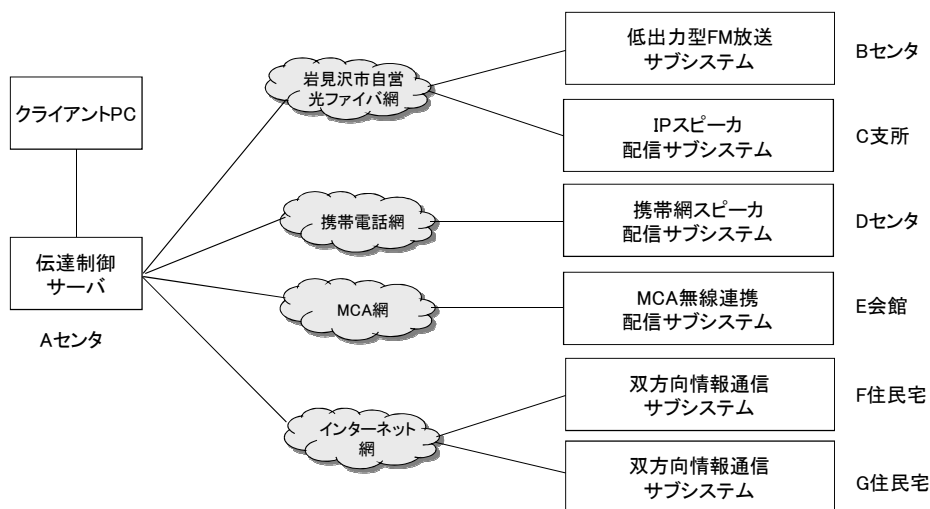 低出力型FM放送
サブシステム
Bセンタ
岩見沢市自営
光ファイバ網
クライアントPC
IPスピーカ
配信サブシステム
C支所
携帯電話網
携帯網スピーカ
配信サブシステム
Dセンタ
伝達制御
サーバ
Aセンタ
MCA網
MCA無線連携
配信サブシステム
E会館
双方向情報通信
サブシステム
F住民宅
インターネット
網
双方向情報通信
サブシステム
G住民宅